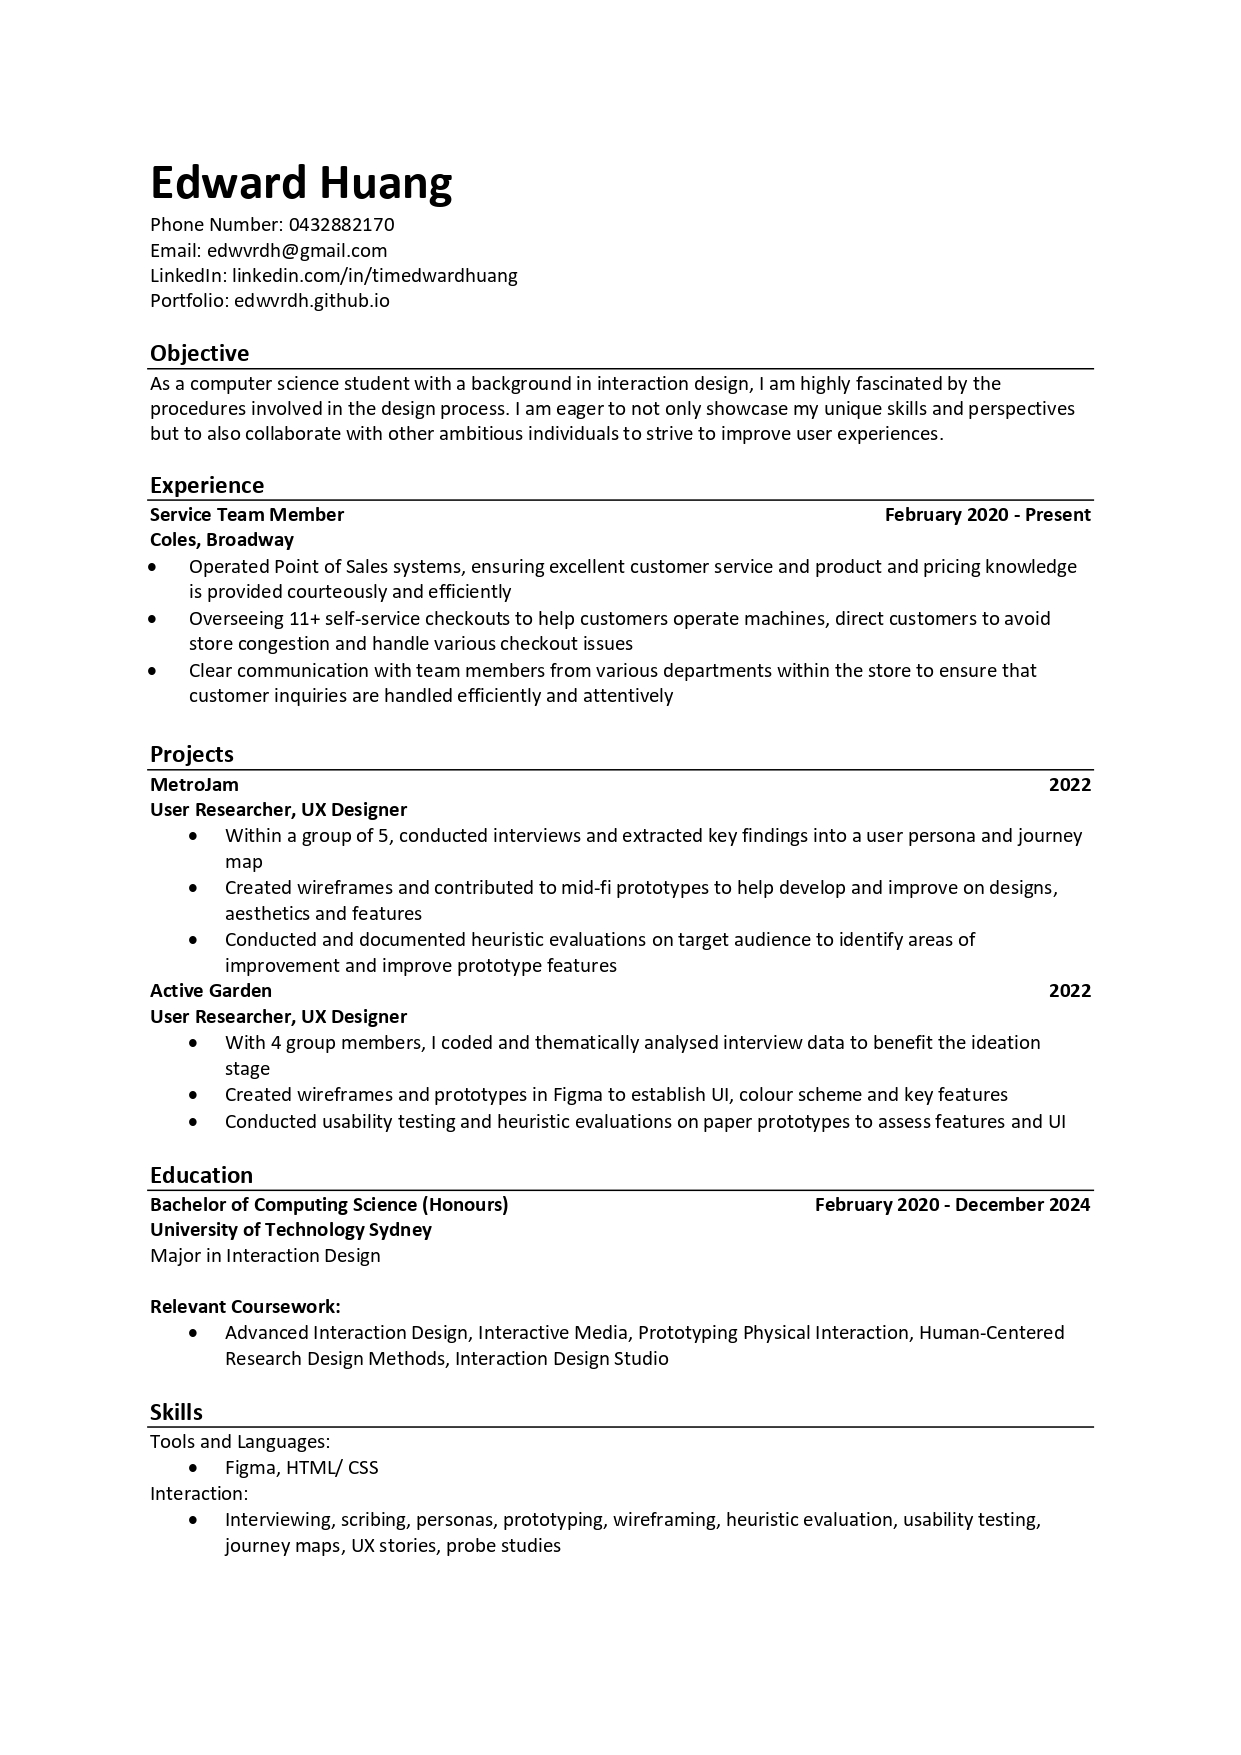 Edward Huang
Phone Number: 0432882170
Email: edwvrdh@gmail.com
LinkedIn: linkedin.com/in/timedwardhuang
Portfolio: edwvrdh.github.io
Objective
As a computer science student with a background in interaction design, I am highly fascinated by the
procedures involved in the design process. I am eager to not only showcase my unique skills and perspectives
but to also collaborate with other ambitious individuals to strive to improve user experiences.
Experience
Service Team Member February 2020 - Present
Coles, Broadway
• Operated Point of Sales systems, ensuring excellent customer service and product and pricing knowledge
is provided courteously and efficiently
• Overseeing 11+ self-service checkouts to help customers operate machines, direct customers to avoid
store congestion and handle various checkout issues
• Clear communication with team members from various departments within the store to ensure that
customer inquiries are handled efficiently and attentively
Projects
MetroJam 2022
User Researcher, UX Designer
• Within a group of 5, conducted interviews and extracted key findings into a user persona and journey
map
• Created wireframes and contributed to mid-fi prototypes to help develop and improve on designs,
aesthetics and features
• Conducted and documented heuristic evaluations on target audience to identify areas of
improvement and improve prototype features
Active Garden 2022
User Researcher, UX Designer
• With 4 group members, I coded and thematically analysed interview data to benefit the ideation
stage
• Created wireframes and prototypes in Figma to establish UI, colour scheme and key features
• Conducted usability testing and heuristic evaluations on paper prototypes to assess features and UI
Education
Bachelor of Computing Science (Honours) February 2020 - December 2024
University of Technology Sydney
Major in Interaction Design
Relevant Coursework:
• Advanced Interaction Design, Interactive Media, Prototyping Physical Interaction, Human-Centered
Research Design Methods, Interaction Design Studio
Skills
Tools and Languages:
• Figma, HTML/ CSS
Interaction:
• Interviewing, scribing, personas, prototyping, wireframing, heuristic evaluation, usability testing,
journey maps, UX stories, probe studies